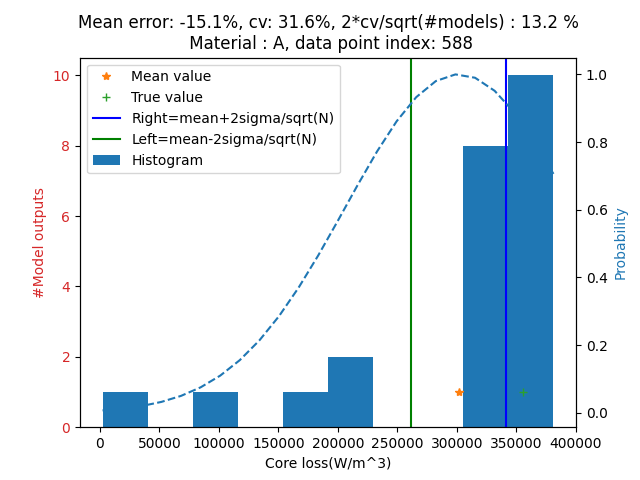 Mean error: -15.1%, cv: 31.6%, 2*cv/sqrt(#models) : 13.2 %
Material : A, data point index: 588
Mean value
True value
Right=mean+2sigma/sqrt(N)
Left=mean-2sigma/sqrt(N)
Histogram
10
8
6
4
2
0
#Model outputs
1.0
0.8
0.6
0.4
0.2
0.0
Probability
0 50000 100000 150000 200000 250000 300000 350000 400000
Core loss(W/m^3)